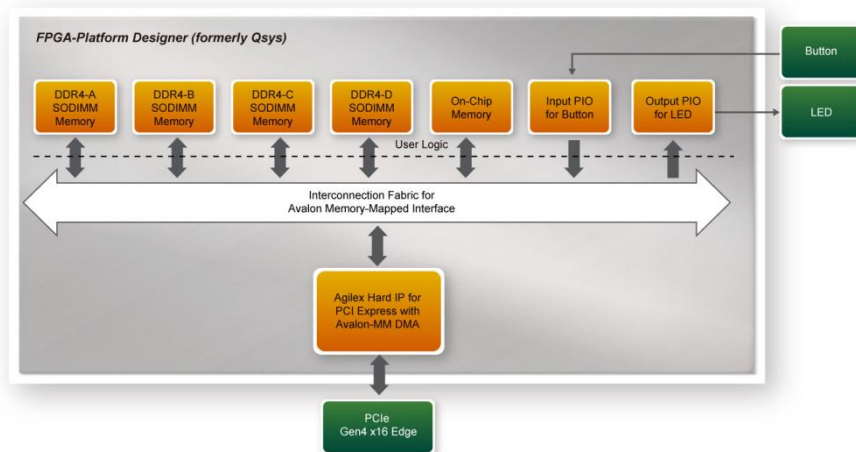 FPGA-Platform Designer (formerly Qsys)
Button
DDR4-A
SODIMM
Memory
DDR4-B
SODIMM
Memory
DDR4-C
SODIMM
Memory
DDR4-D
SODIMM
Memory
On-Chip
Memory
Input PIO
for Button
Output PIO
for LED
LED
User Logic
Interconnection Fabric for
Avalon Memory-Mapped Interface
Agilex Hard IP for
PCI Express with
Avalon-MM DMA
PCIe
Gen4 x16 Edge